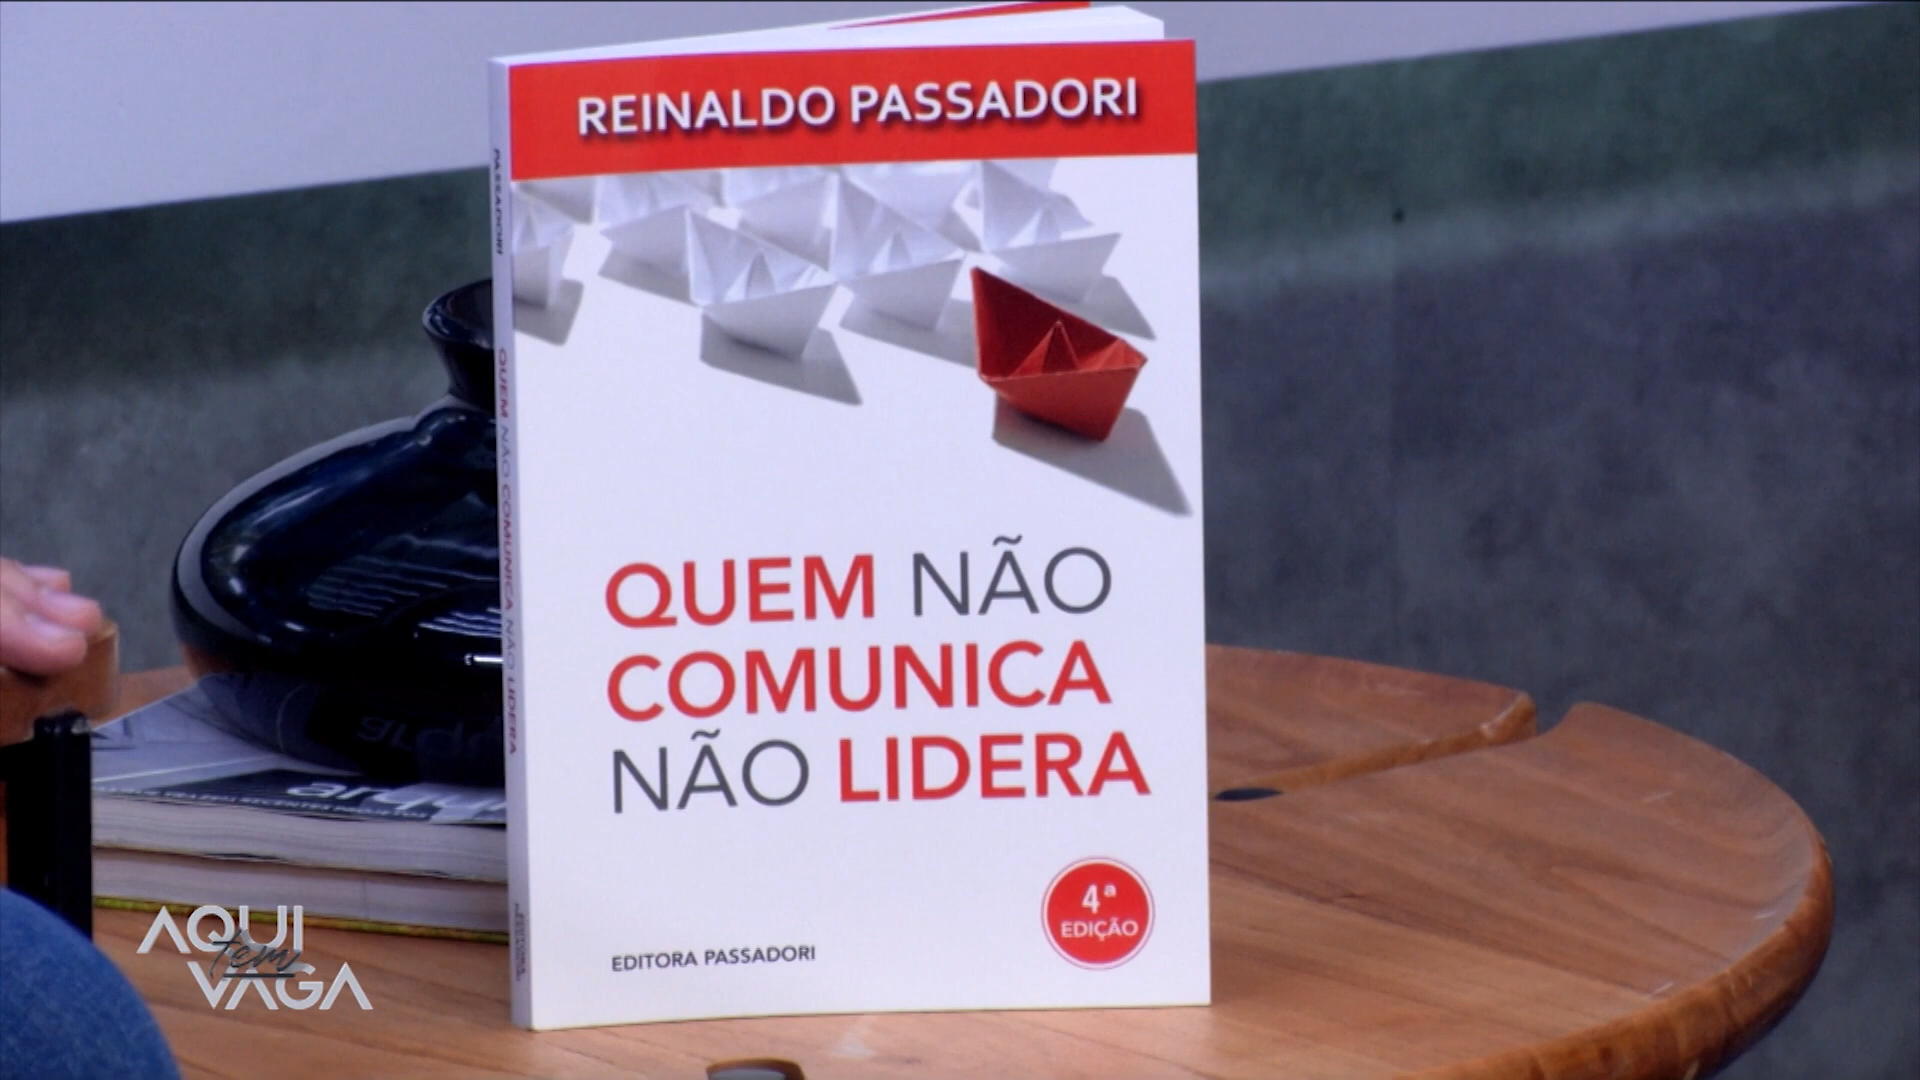 REINALDO PASSADORI
QUEM NÃO
COMUNICA
NÃO LIDERA
4ª
EDIÇÃO
EDITORA PASSADORI
PASSADORI
QUEM NÃO COMUNICA NÃO LIDERA
AQUI
tem
VAGA